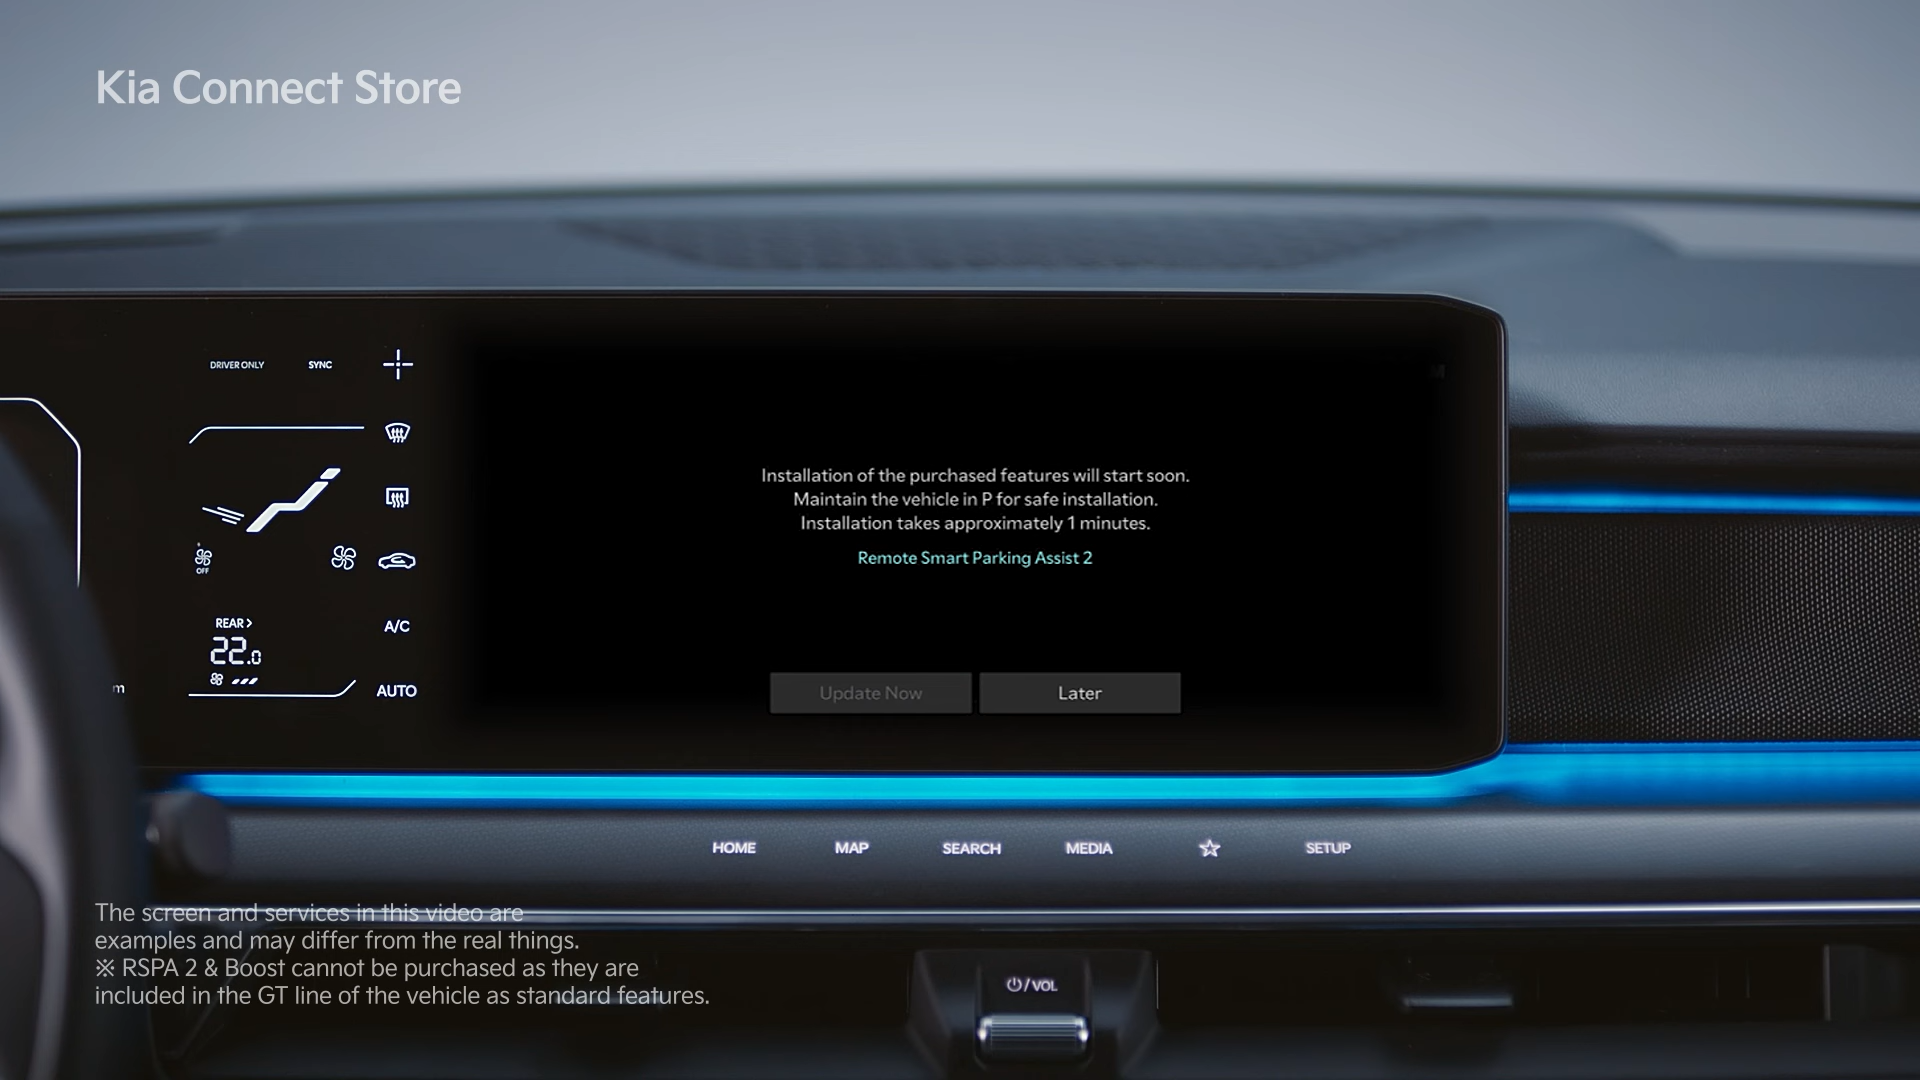 Kia Connect Store
DRIVER ONLY
SYNC
Installation of the purchased features will start soon.
Maintain the vehicle in P for safe installation.
Installation takes approximately 1 minutes.
Remote Smart Parking Assist 2
OFF
REAR >
22.0
A/C
AUTO
m
Update Now
Later
HOME
MAP
SEARCH
MEDIA
☆
SETUP
The screen and services in this video are
examples and may differ from the real things.
※ RSPA 2 & Boost cannot be purchased as they are
included in the GT line of the vehicle as standard features.
⏻/VOL